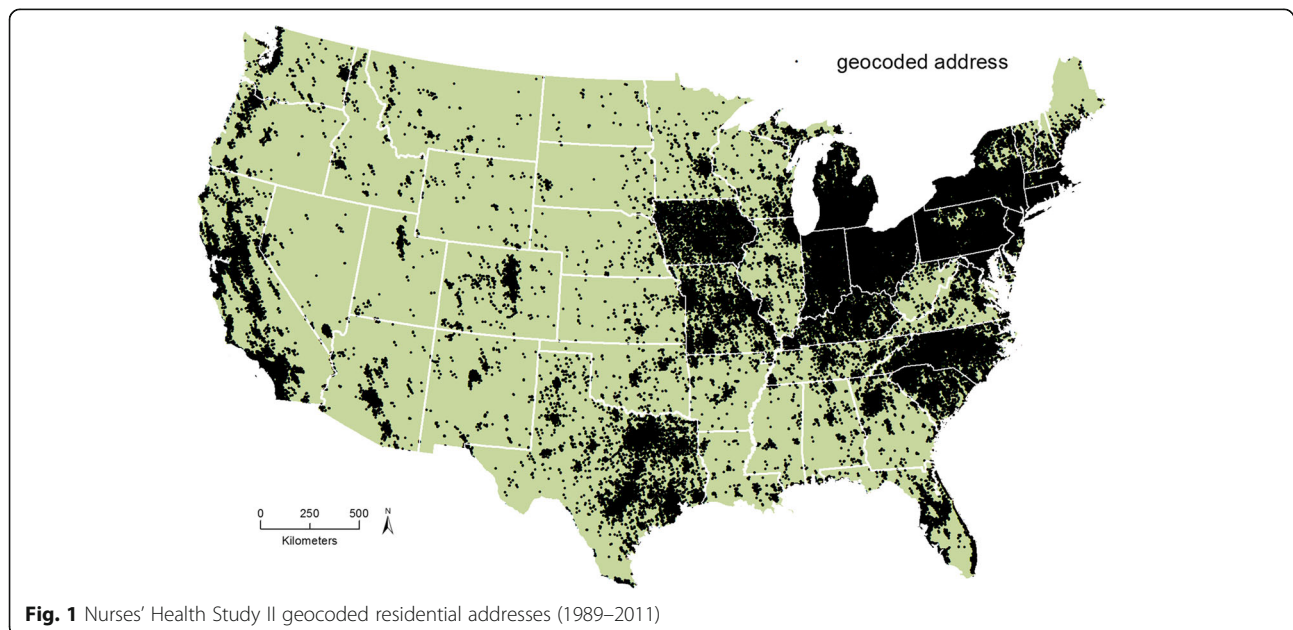 geocoded address
0 250 500
N
Kilometers
Fig. 1 Nurses’ Health Study II geocoded residential addresses (1989–2011)